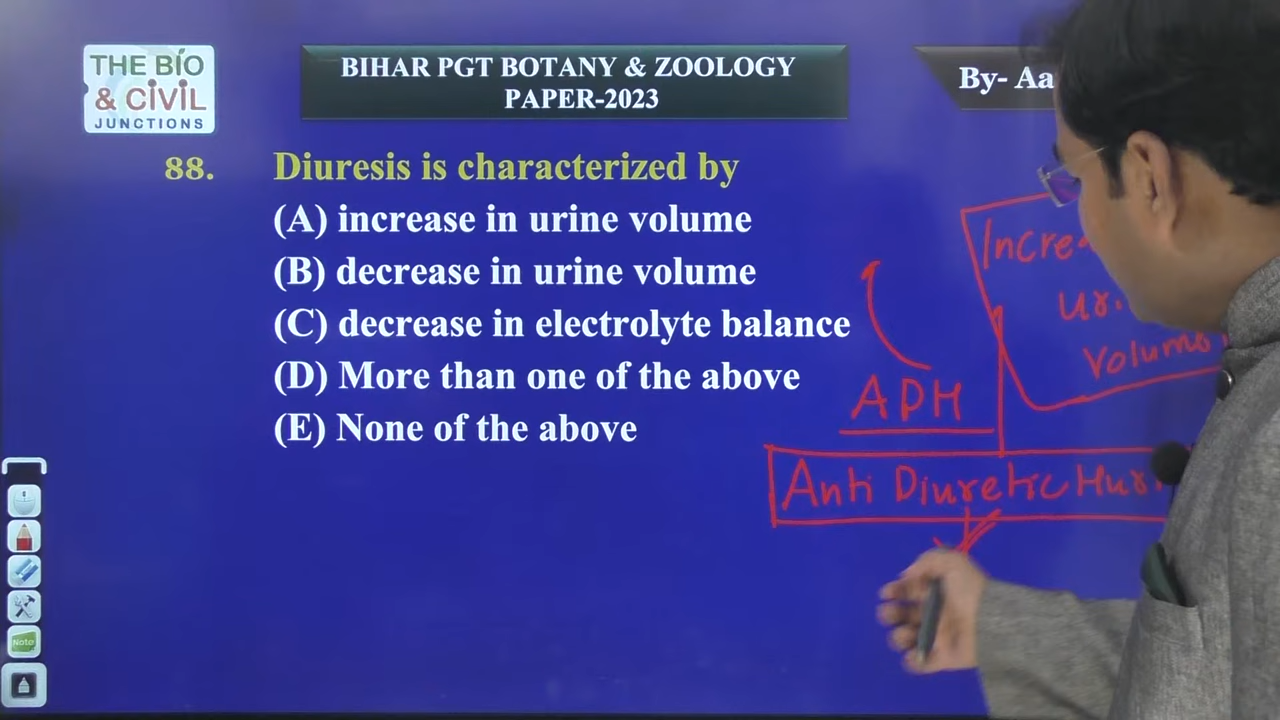 THE BIO
& CIVIL
JUNCTIONS
BIHAR PGT BOTANY & ZOOLOGY
PAPER-2023
By-
88. Diuresis is characterized by
(A) increase in urine volume
(B) decrease in urine volume
(C) decrease in electrolyte balance
(D) More than one of the above
(E) None of the above
Volume
ADH
Anti Diuretic
Note